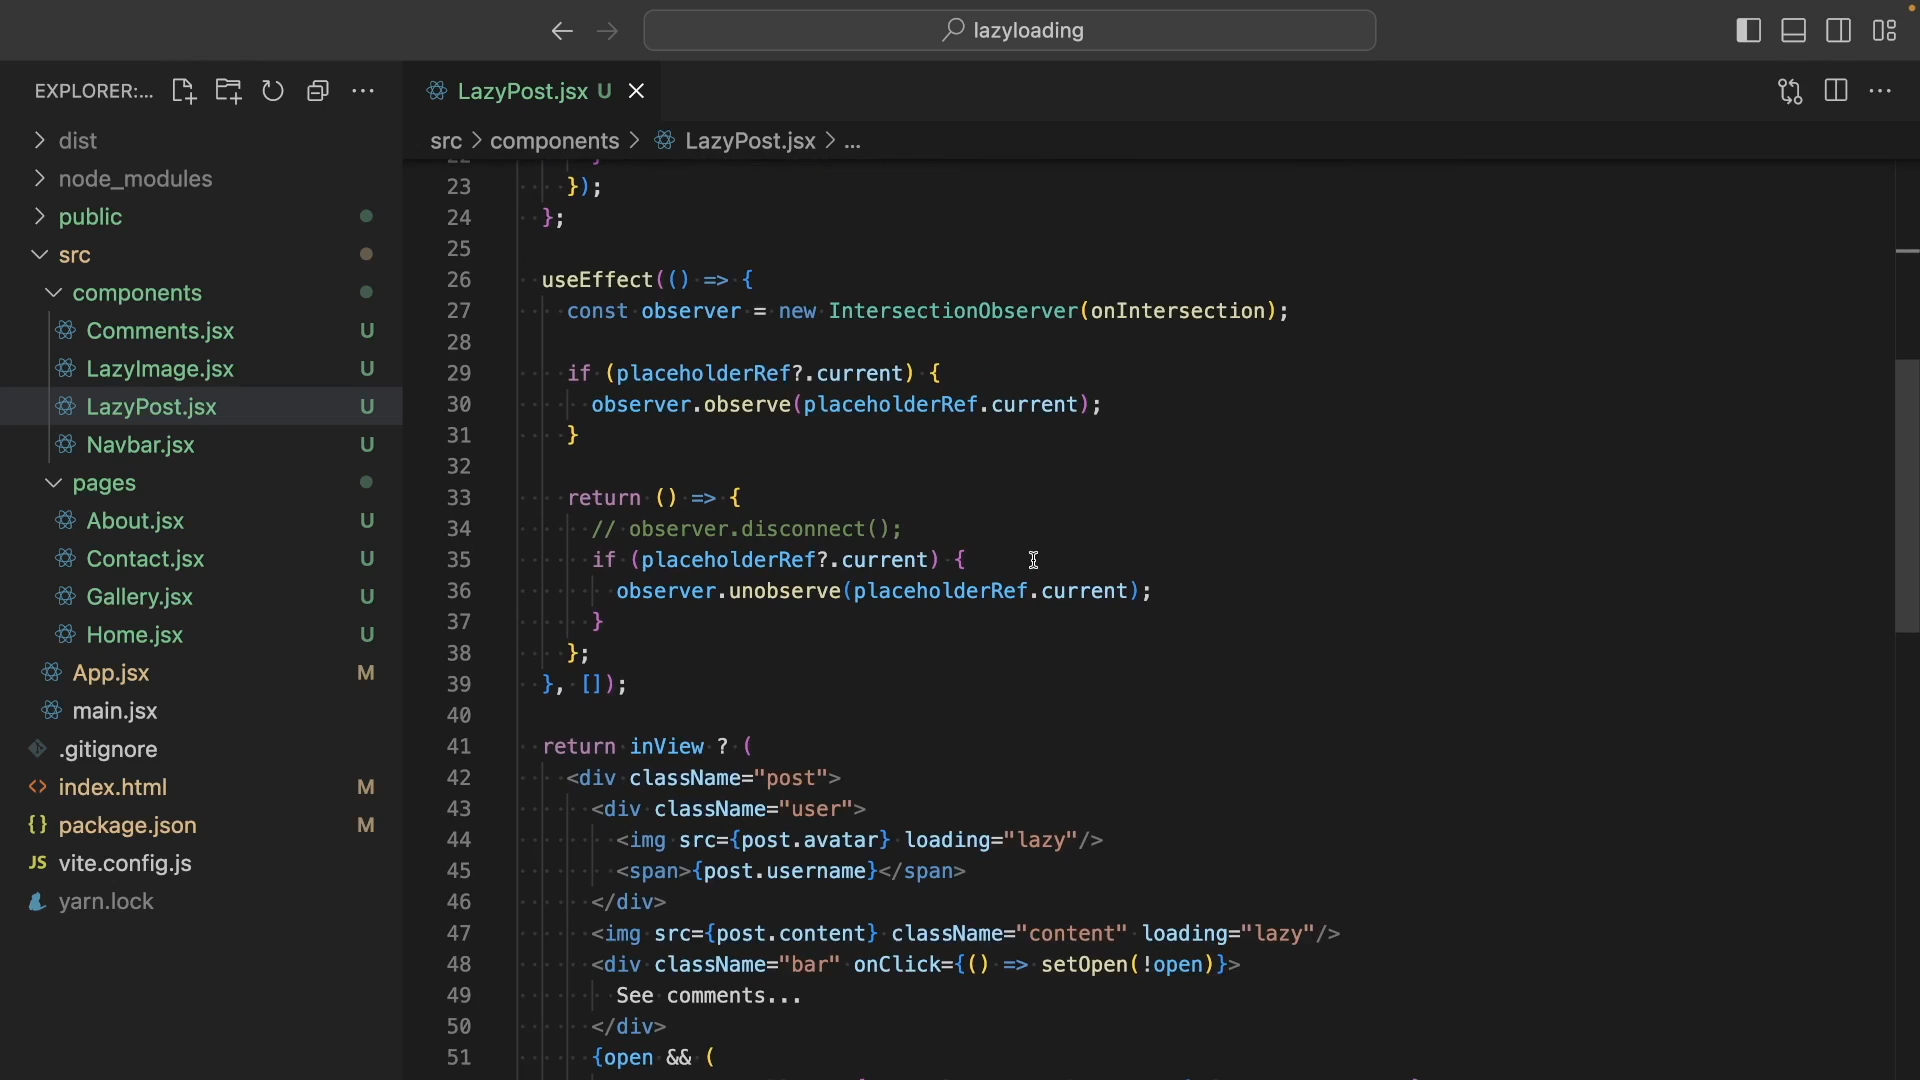 lazyloading
EXPLORER:...
LazyPost.jsx U
src > components > LazyPost.jsx > ...
dist
node_modules
public
src
components
Comments.jsx U
LazyImage.jsx U
LazyPost.jsx U
Navbar.jsx U
pages
About.jsx U
Contact.jsx U
Gallery.jsx U
Home.jsx U
App.jsx M
main.jsx
.gitignore
<> index.html M
{} package.json M
JS vite.config.js
yarn.lock
22 }
23 });
24 };
25
26 useEffect(() => {
27 const observer = new IntersectionObserver(onIntersection);
28
29 if (placeholderRef?.current) {
30 observer.observe(placeholderRef.current);
31 }
32
33 return () => {
34 // observer.disconnect();
35 if (placeholderRef?.current) {
36 observer.unobserve(placeholderRef.current);
37 }
38 };
39 }, []);
40
41 return inView ? (
42 <div className="post">
43 <div className="user">
44 <img src={post.avatar} loading="lazy"/>
45 <span>{post.username}</span>
46 </div>
47 <img src={post.content} className="content" loading="lazy"/>
48 <div className="bar" onClick={() => setOpen(!open)}>
49 See comments...
50 </div>
51 {open && (